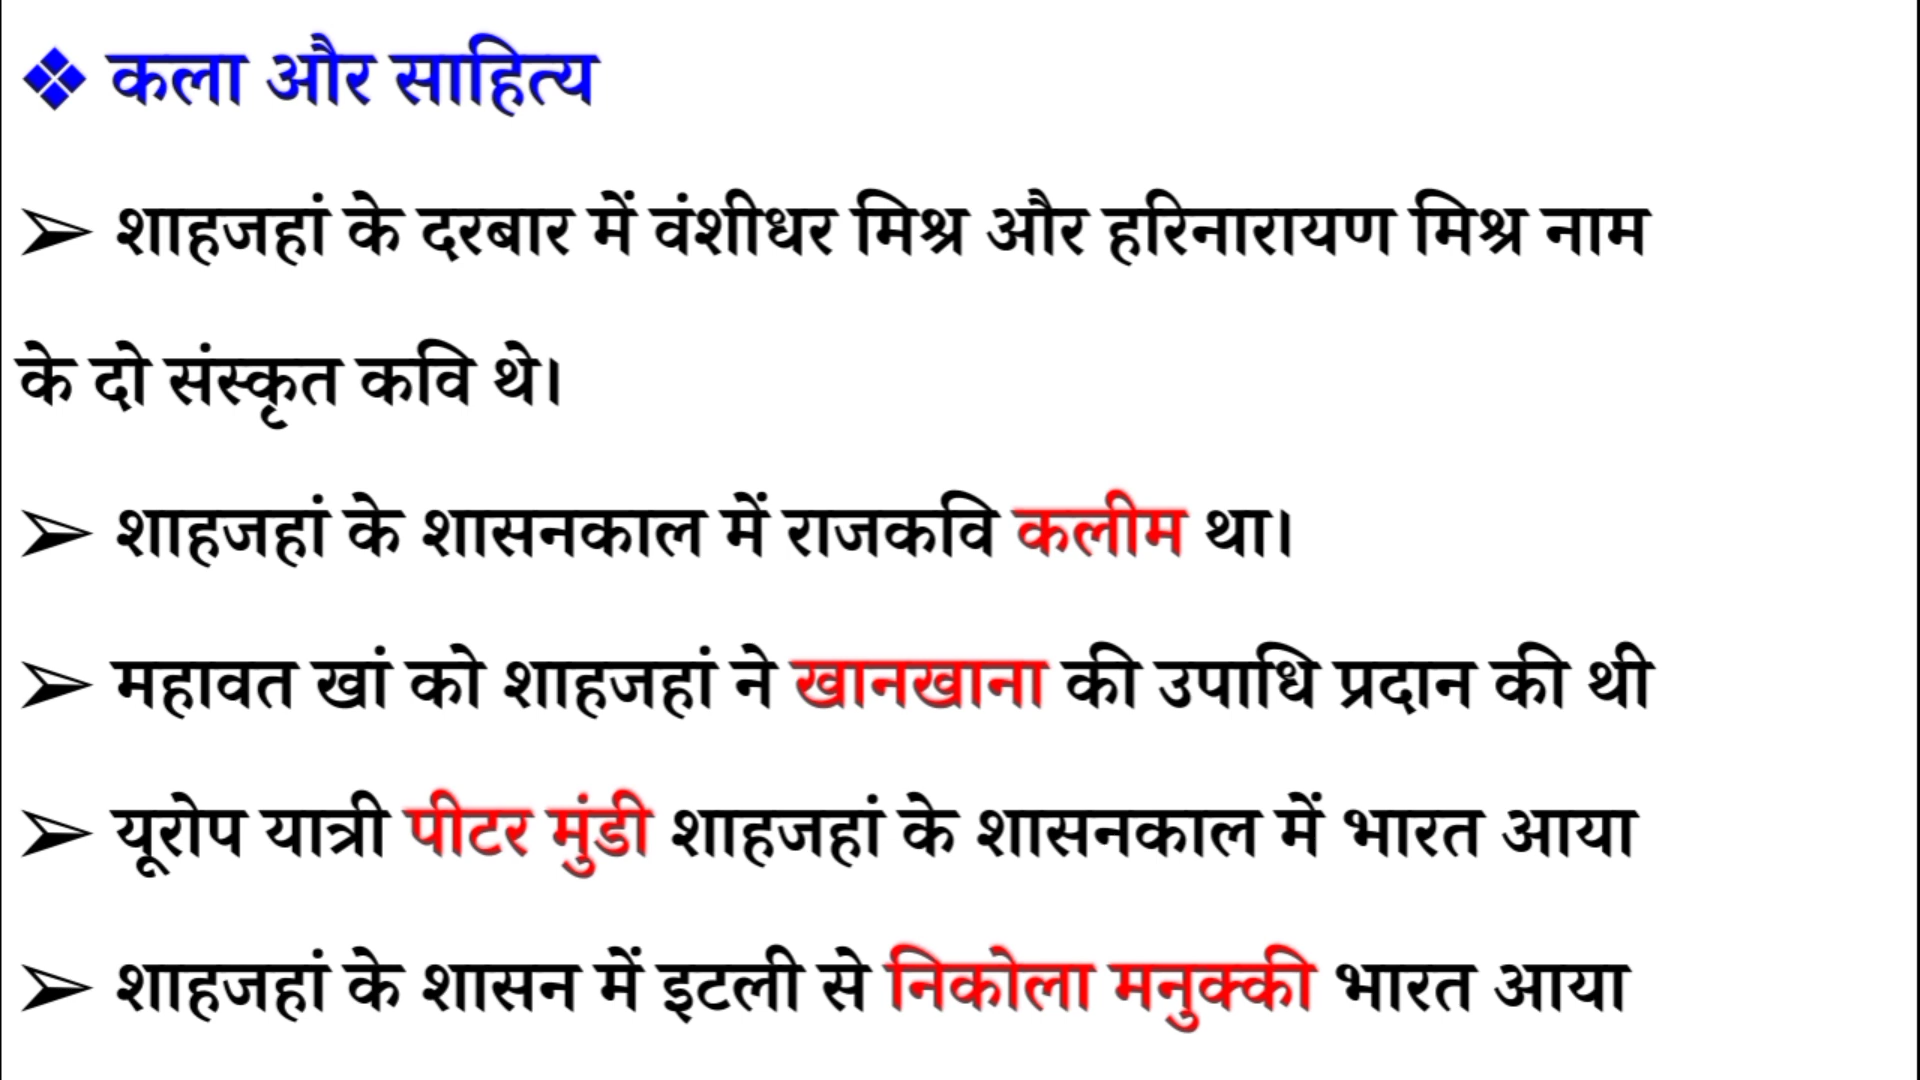 ❖ कला और साहित्य
➢ शाहजहां के दरबार में वंशीधर मिश्र और हरिनारायण मिश्र नाम
के दो संस्कृत कवि थे।
➢ शाहजहां के शासनकाल में राजकवि कलीम था।
➢ महावत खां को शाहजहां ने खानखाना की उपाधि प्रदान की थी
➢ यूरोप यात्री पीटर मुंडी शाहजहां के शासनकाल में भारत आया
➢ शाहजहां के शासन में इटली से निकोला मनुक्की भारत आया